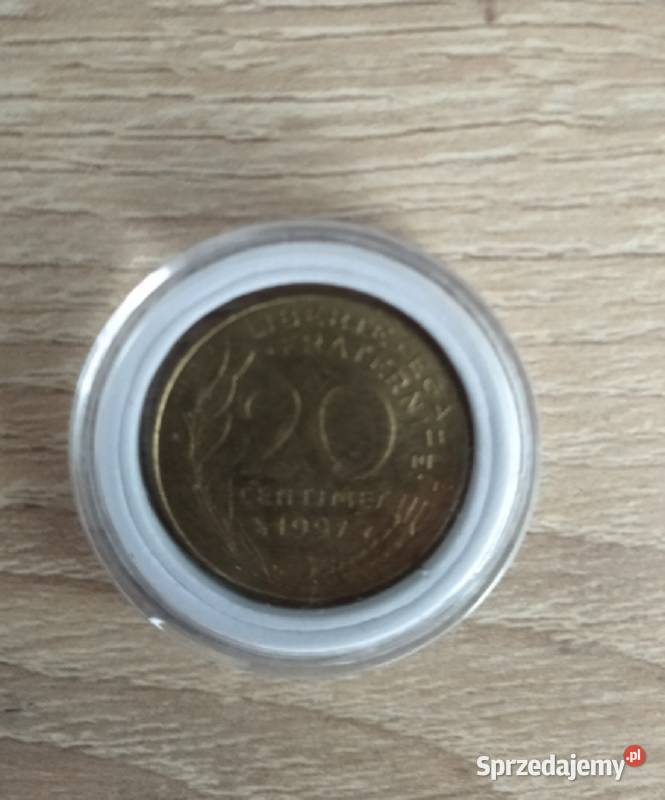 LIBERTE·EGALITE
FRATERNITE
20
CENTIMES
1997
Sprzedajemy.pl